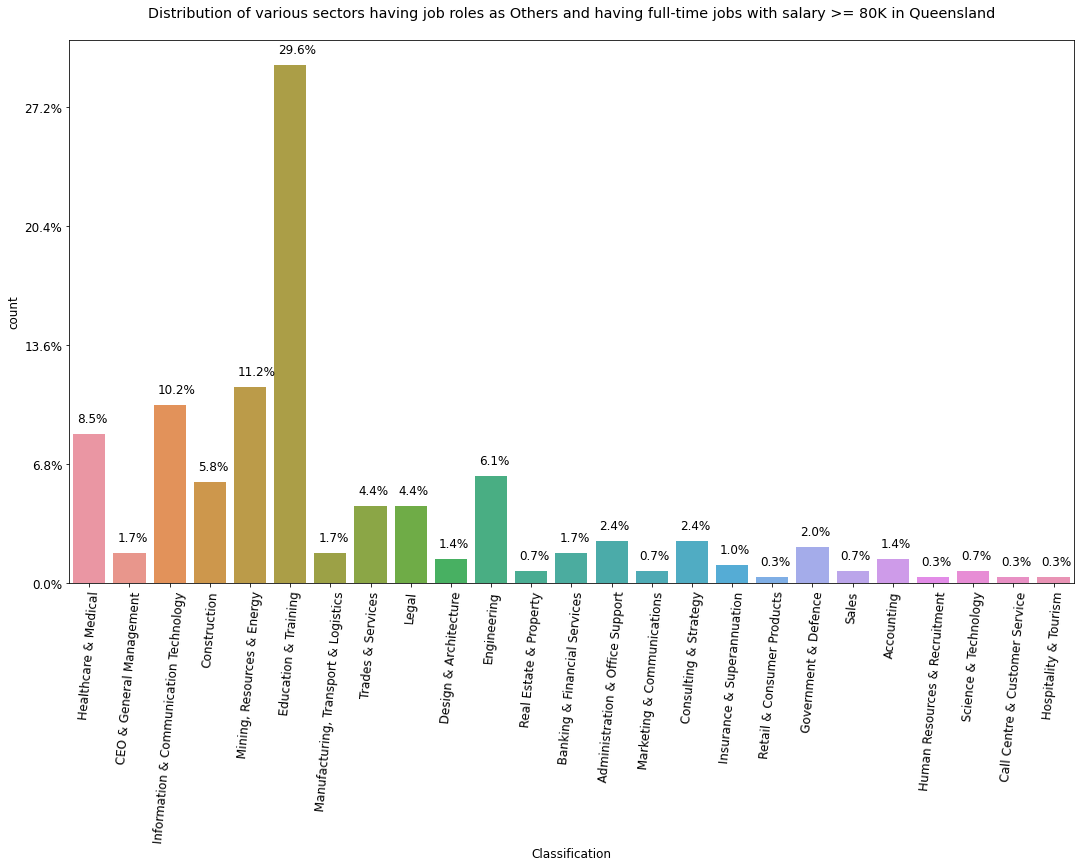 Distribution of various sectors having job roles as Others and having full-time jobs with salary >= 80K in Queensland
29.6%
27.2%
20.4%
13.6%
6.8%
0.0%
count
8.5%
1.7%
10.2%
5.8%
11.2%
1.7%
4.4%
4.4%
1.4%
6.1%
0.7%
1.7%
2.4%
0.7%
2.4%
1.0%
0.3%
2.0%
0.7%
1.4%
0.3%
0.7%
0.3%
0.3%
Healthcare & Medical
CEO & General Management
Information & Communication Technology
Construction
Mining, Resources & Energy
Education & Training
Manufacturing, Transport & Logistics
Trades & Services
Legal
Design & Architecture
Engineering
Real Estate & Property
Banking & Financial Services
Administration & Office Support
Marketing & Communications
Consulting & Strategy
Insurance & Superannuation
Retail & Consumer Products
Government & Defence
Sales
Accounting
Human Resources & Recruitment
Science & Technology
Call Centre & Customer Service
Hospitality & Tourism
Classification